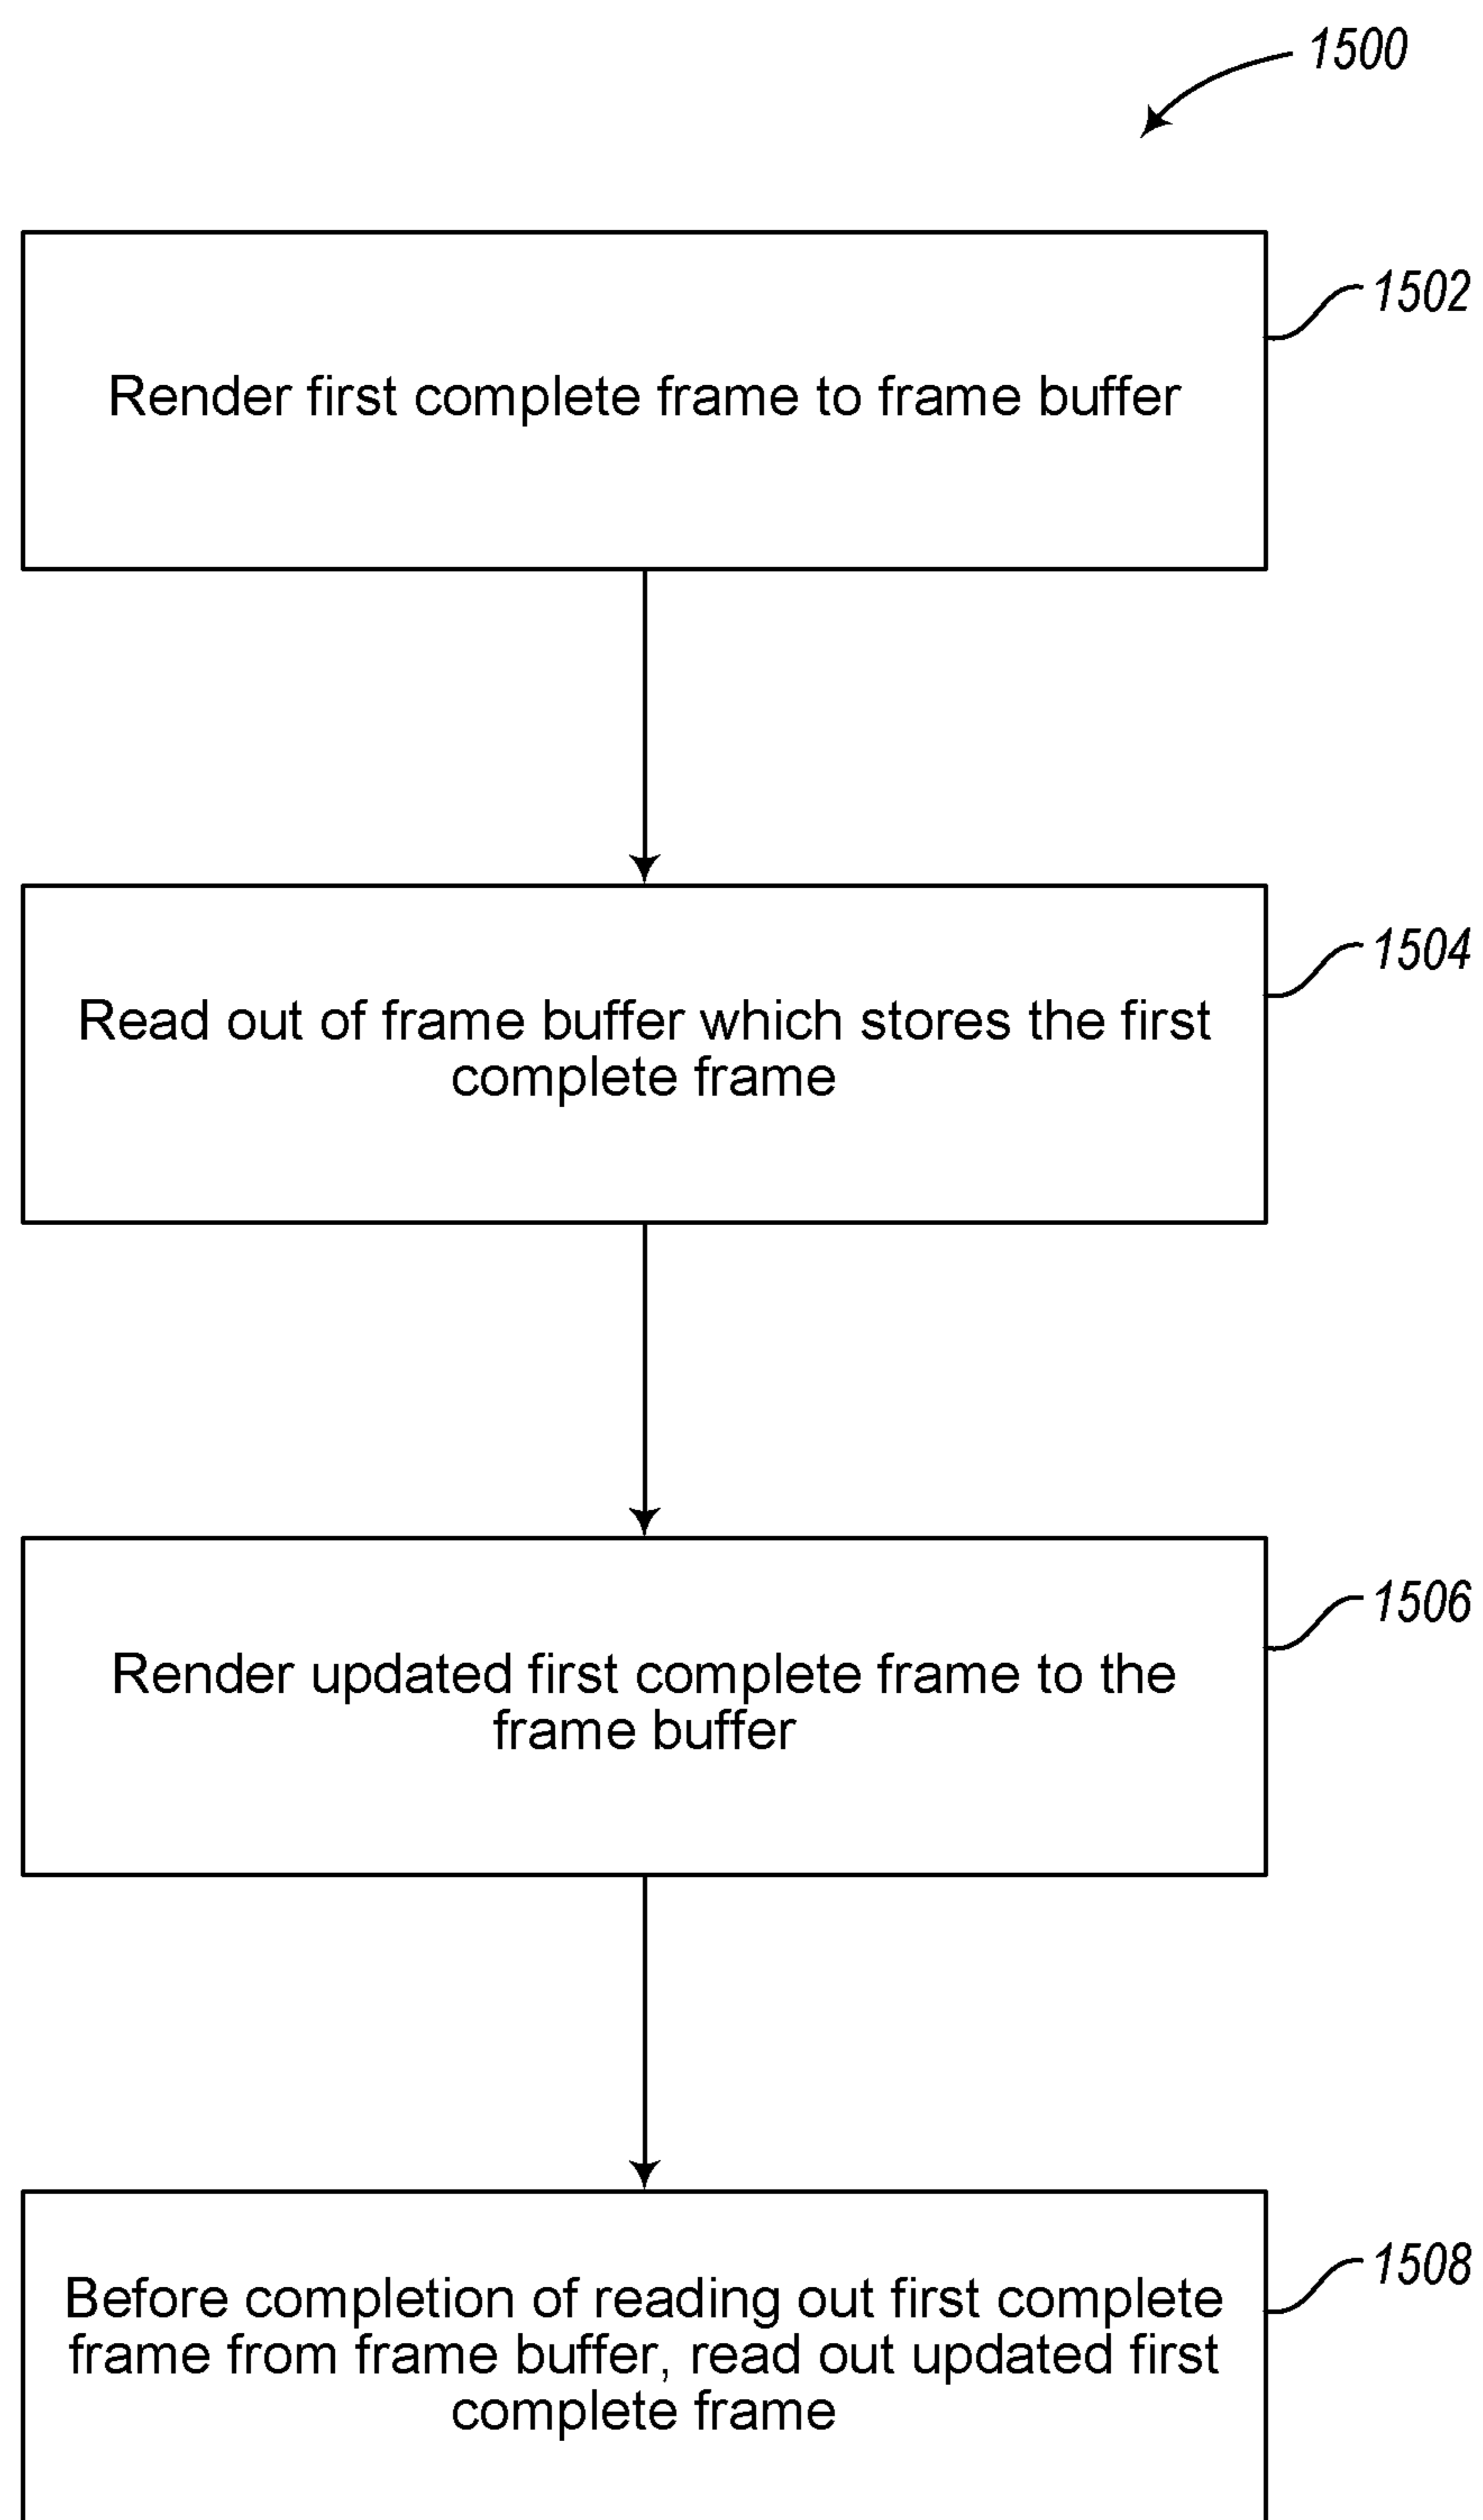 1500
1502
Render first complete frame to frame buffer
1504
Read out of frame buffer which stores the first
complete frame
1506
Render updated first complete frame to the
frame buffer
1508
Before completion of reading out first complete
frame from frame buffer, read out updated first
complete frame